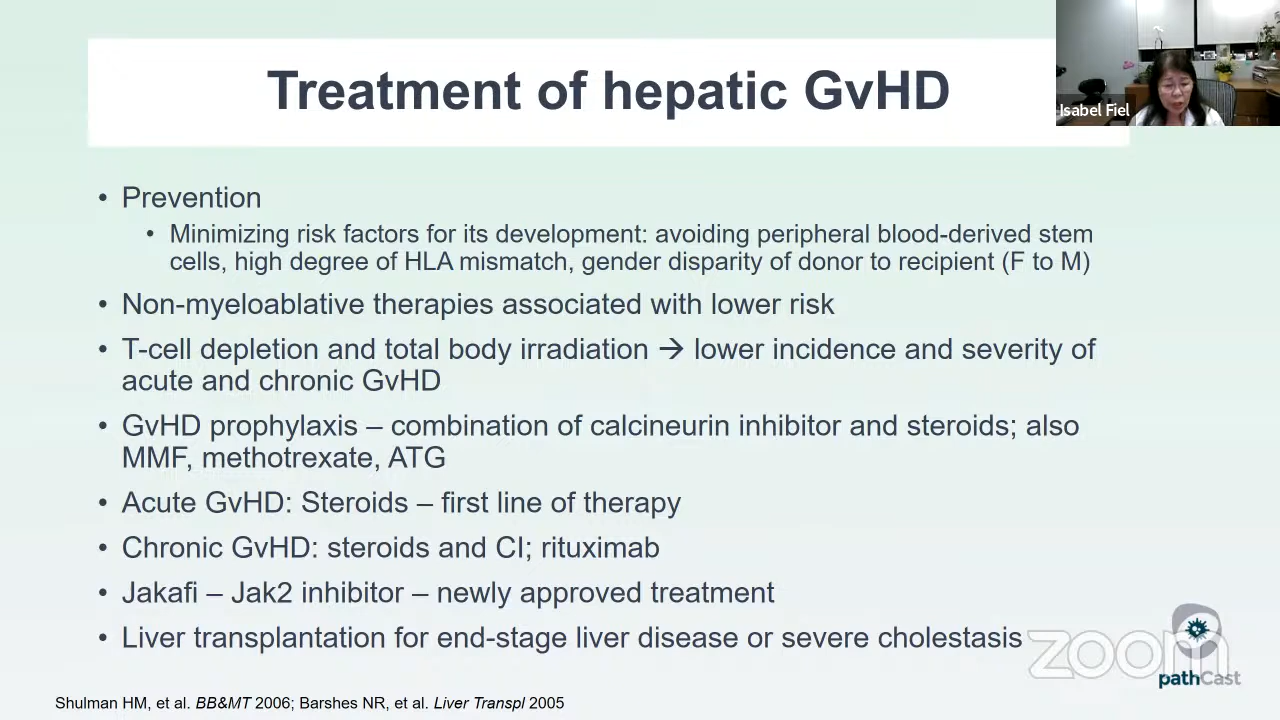 Treatment of hepatic GvHD
Isabel Fiel
• Prevention
• Minimizing risk factors for its development: avoiding peripheral blood-derived stem
cells, high degree of HLA mismatch, gender disparity of donor to recipient (F to M)
• Non-myeloablative therapies associated with lower risk
• T-cell depletion and total body irradiation → lower incidence and severity of
acute and chronic GvHD
• GvHD prophylaxis – combination of calcineurin inhibitor and steroids; also
MMF, methotrexate, ATG
• Acute GvHD: Steroids – first line of therapy
• Chronic GvHD: steroids and CI; rituximab
• Jakafi – Jak2 inhibitor – newly approved treatment
• Liver transplantation for end-stage liver disease or severe cholestasis
zoom
pathCast
Shulman HM, et al. BB&MT 2006; Barshes NR, et al. Liver Transpl 2005